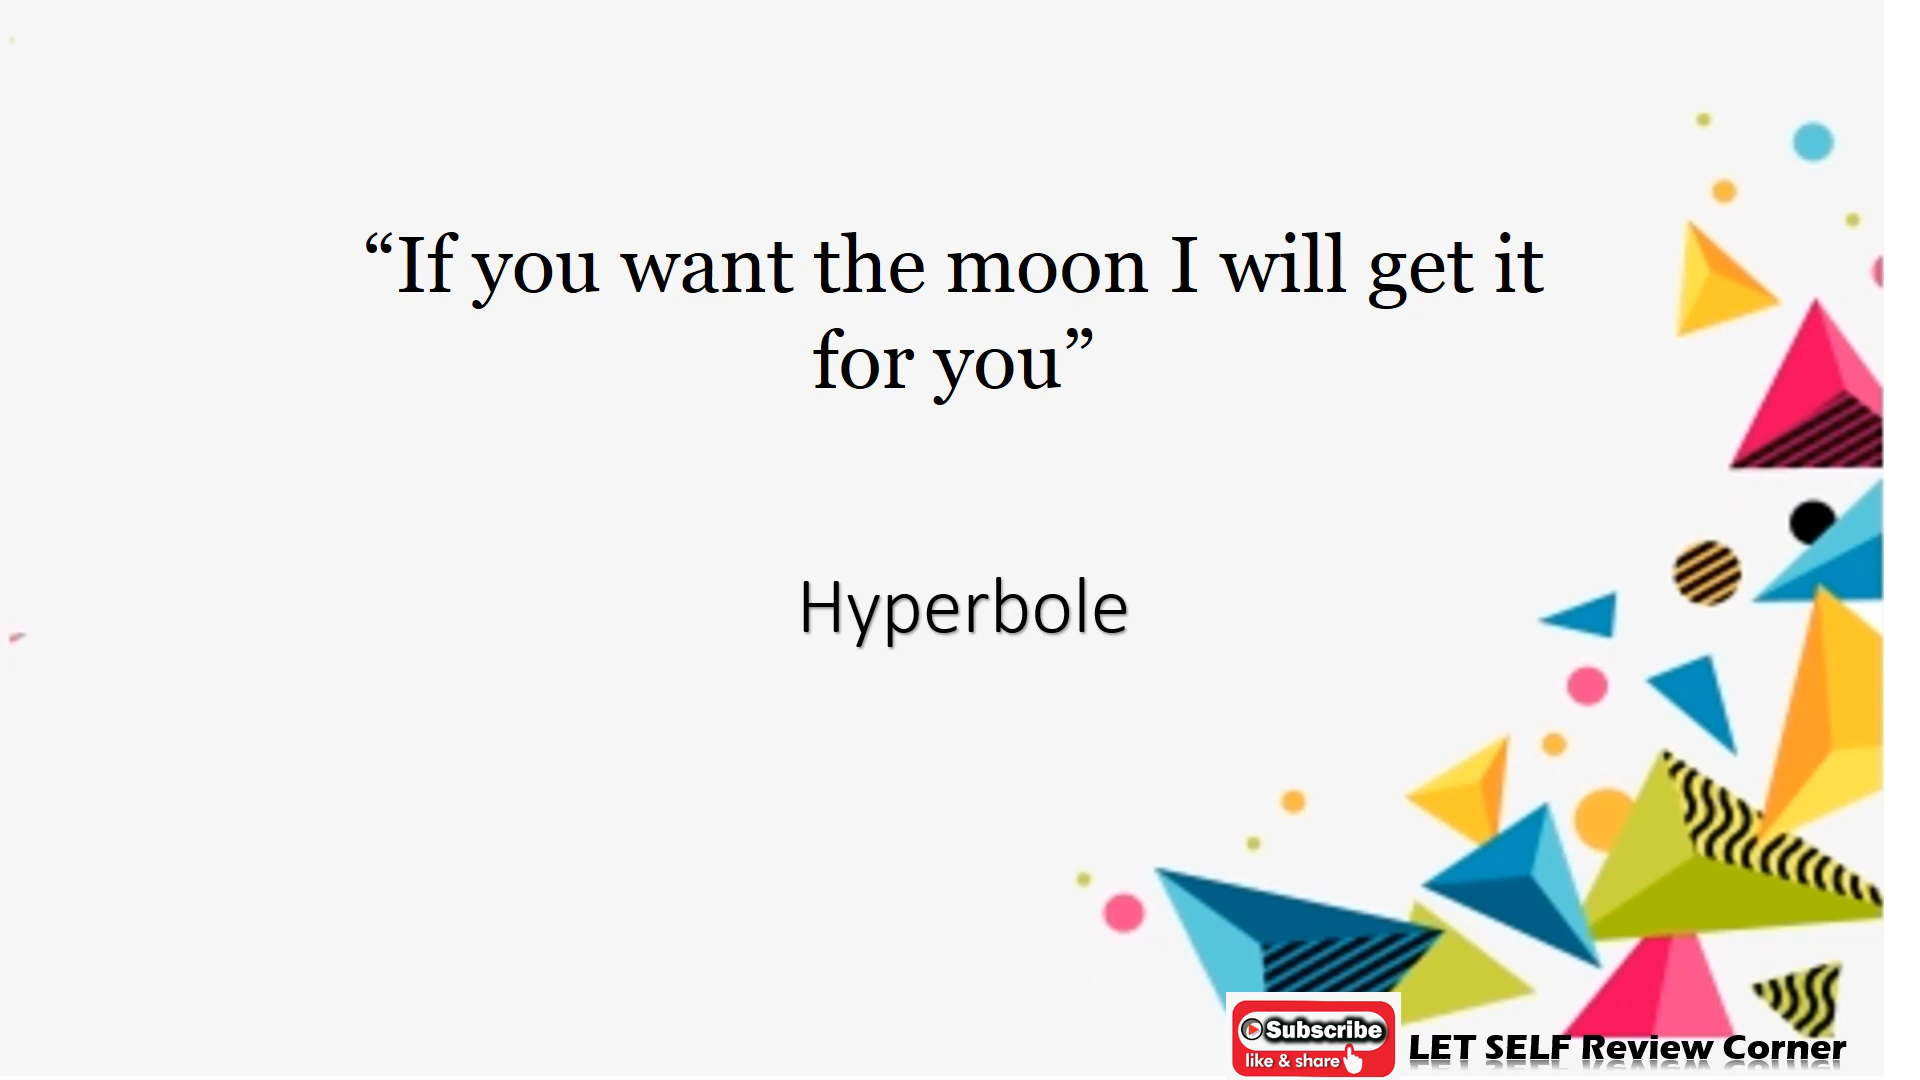 “If you want the moon I will get it
for you”
Hyperbole
Subscribe
like & share
LET SELF Review Corner